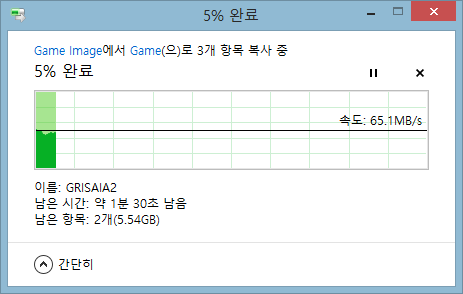 5% 완료
Game Image에서 Game(으)로 3개 항목 복사 중
5% 완료
속도: 65.1MB/s
이름: GRISAIA2
남은 시간: 약 1분 30초 남음
남은 항목: 2개(5.54GB)
간단히